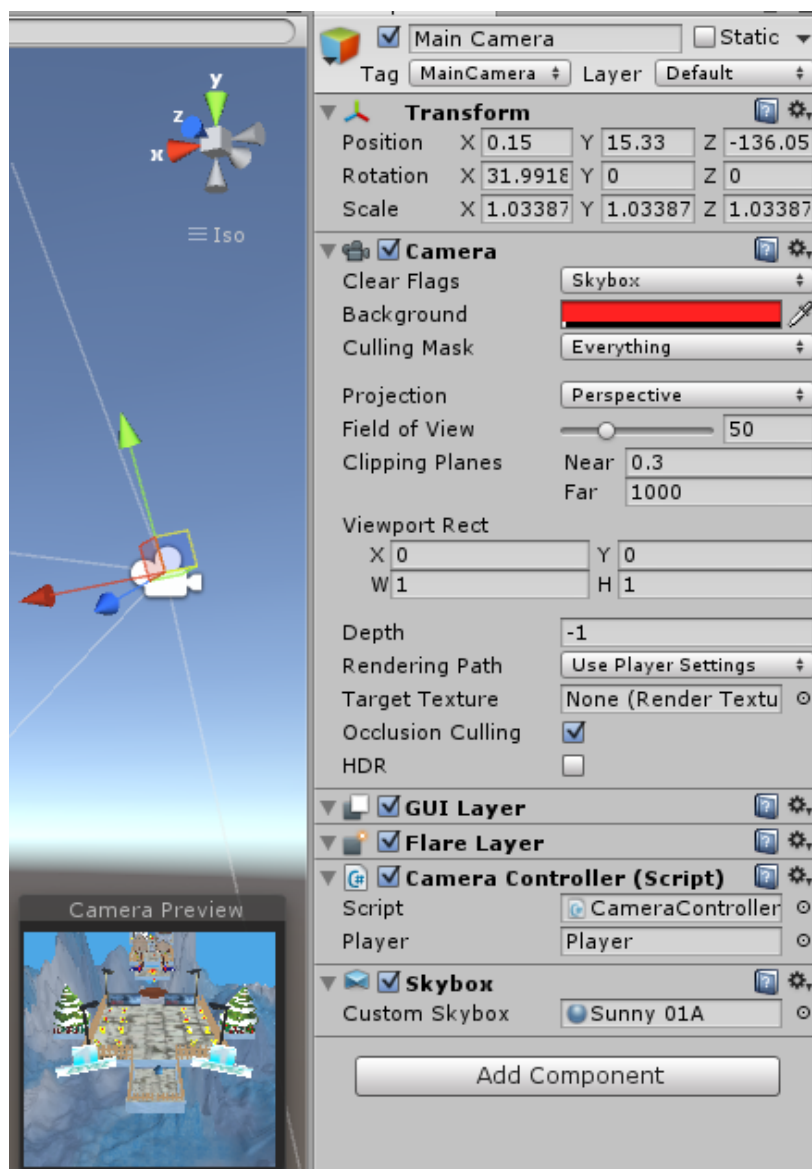 Main Camera Static
Tag MainCamera Layer Default
y
z
x
Iso
Transform
Position X 0.15 Y 15.33 Z -136.05
Rotation X 31.9918 Y 0 Z 0
Scale X 1.03387 Y 1.03387 Z 1.03387
Camera
Clear Flags Skybox
Background
Culling Mask Everything
Projection Perspective
Field of View 50
Clipping Planes Near 0.3
Far 1000
Viewport Rect
X 0 Y 0
W 1 H 1
Depth -1
Rendering Path Use Player Settings
Target Texture None (Render Textu
Occlusion Culling
HDR
GUI Layer
Flare Layer
Camera Controller (Script)
Script CameraController
Player Player
Skybox
Custom Skybox Sunny 01A
Add Component
Camera Preview